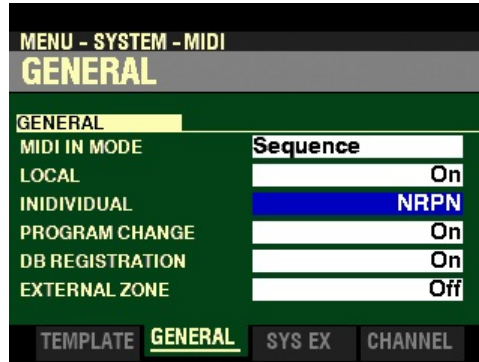 MENU - SYSTEM - MIDI
GENERAL
GENERAL
MIDI IN MODE Sequence
LOCAL On
INIDIVIDUAL NRPN
PROGRAM CHANGE On
DB REGISTRATION On
EXTERNAL ZONE Off
TEMPLATE GENERAL SYS EX CHANNEL